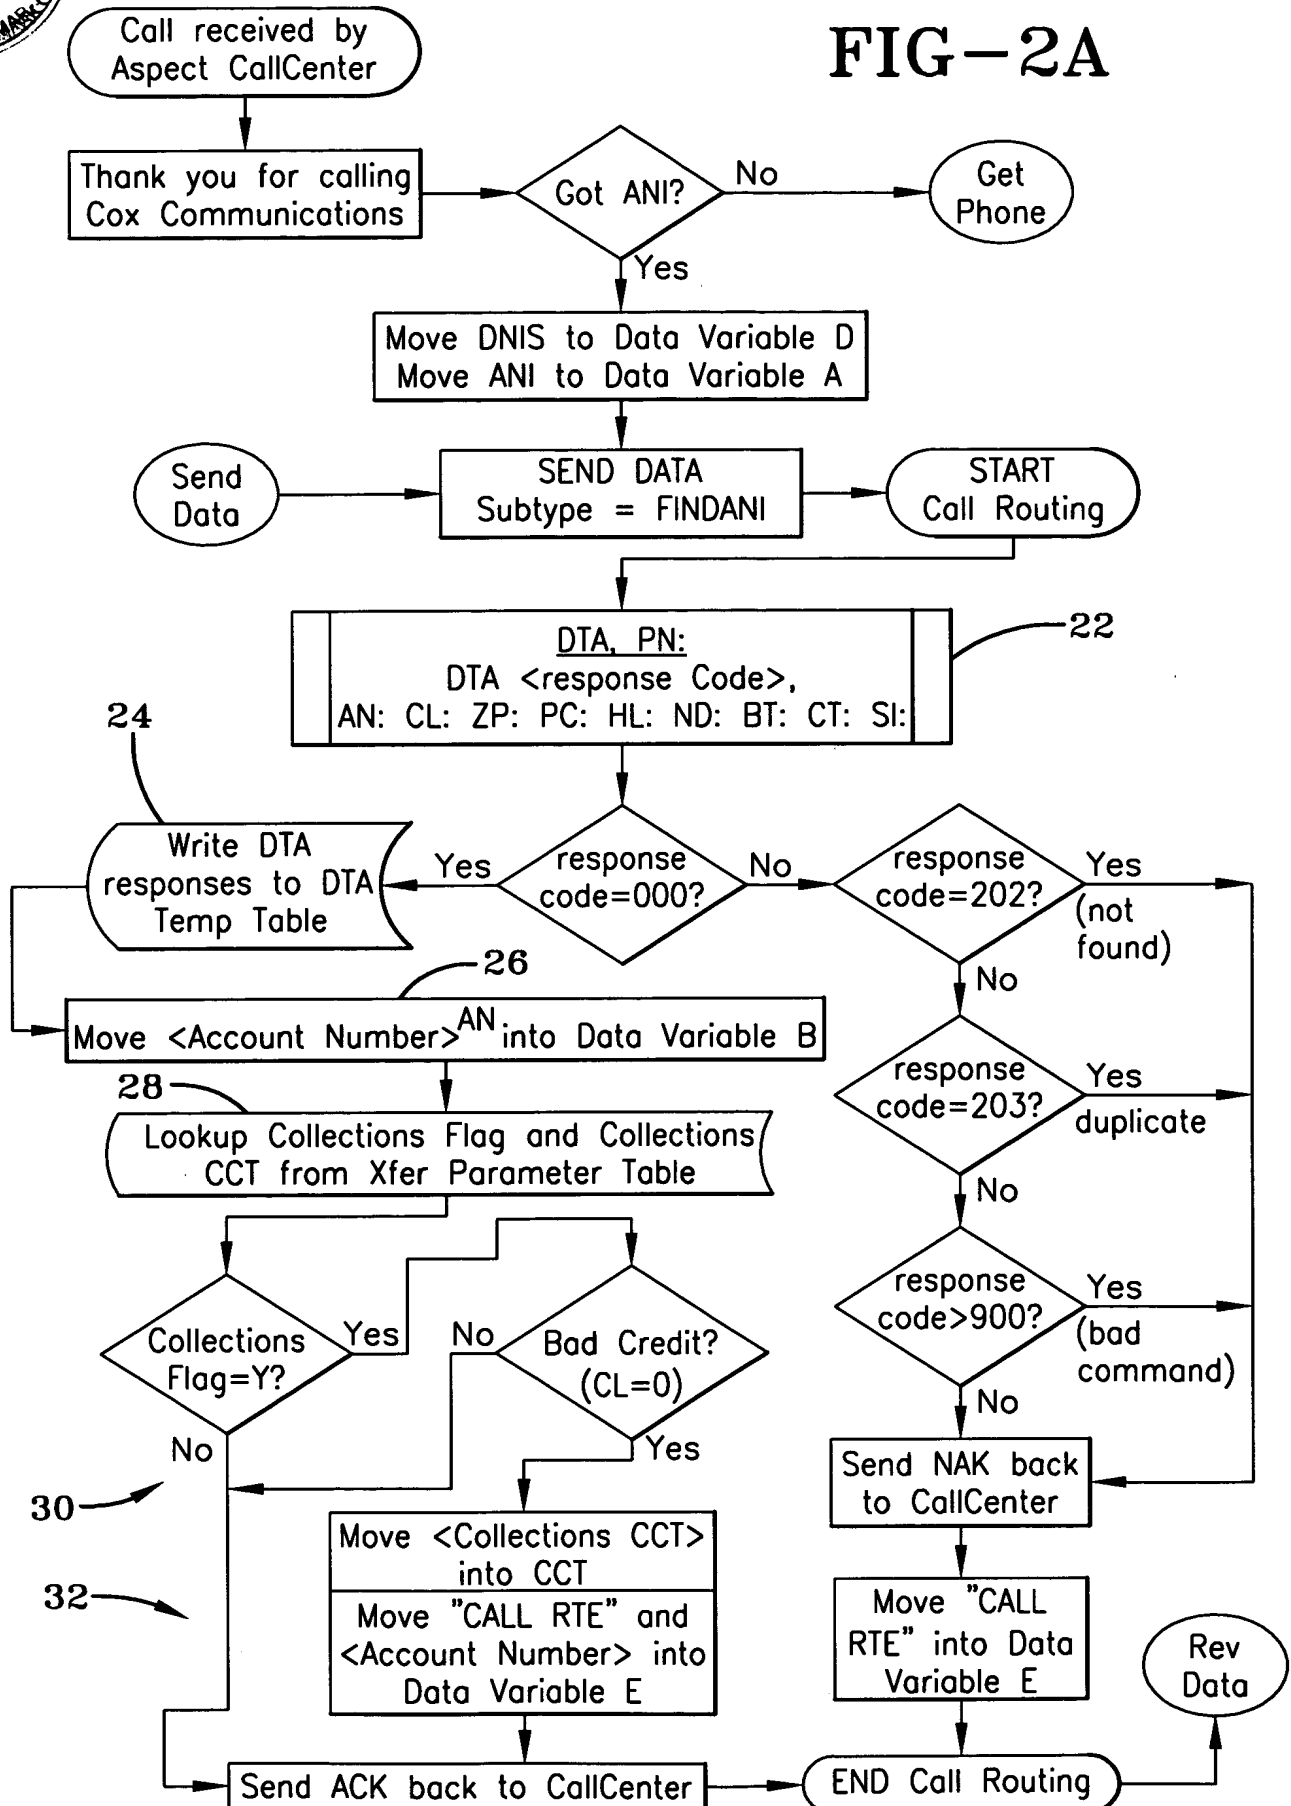 Call received by
Aspect CallCenter
FIG-2A
Thank you for calling
Cox Communications
Got ANI?
No
Get
Phone
Yes
Move DNIS to Data Variable D
Move ANI to Data Variable A
Send
Data
SEND DATA
Subtype = FINDANI
START
Call Routing
DTA, PN:
DTA <response Code>,
AN: CL: ZP: PC: HL: ND: BT: CT: SI:
22
24
Write DTA
responses to DTA
Temp Table
Yes
response
code=000?
No
response
code=202?
Yes
(not
found)
26
No
Move <Account Number>AN into Data Variable B
28
response
code=203?
Yes
duplicate
Lookup Collections Flag and Collections
CCT from Xfer Parameter Table
No
response
code>900?
Yes
(bad
command)
Collections
Flag=Y?
Yes
No
Bad Credit?
(CL=0)
No
Yes
No
30
32
Send NAK back
to CallCenter
Move <Collections CCT>
into CCT
Move "CALL RTE" and
<Account Number> into
Data Variable E
Move "CALL
RTE" into Data
Variable E
Rev
Data
Send ACK back to CallCenter
END Call Routing